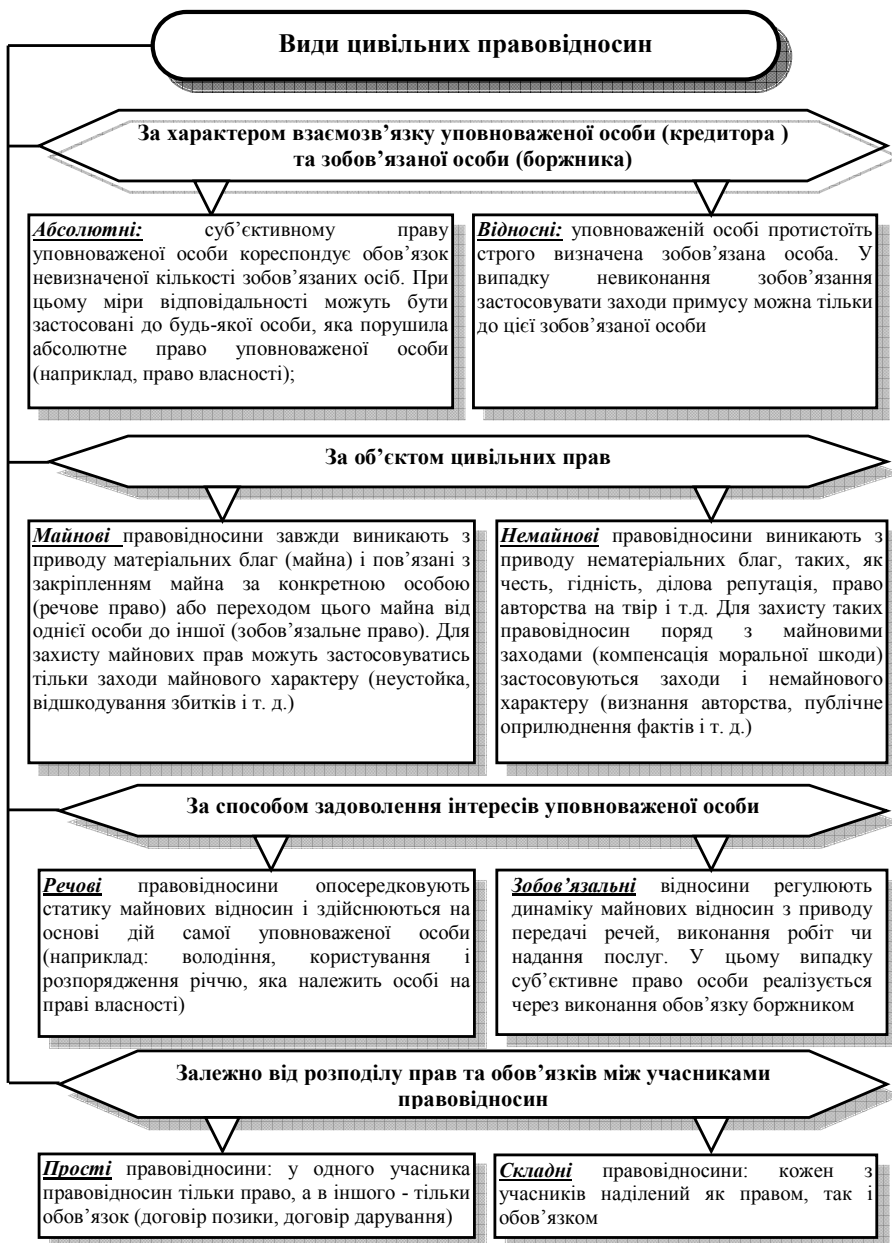 Види цивільних правовідносин
За характером взаємозв’язку уповноваженої особи (кредитора )
та зобов’язаної особи (боржника)
Абсолютні: суб’єктивному праву
уповноваженої особи кореспондує обов’язок
невизначеної кількості зобов’язаних осіб. При
цьому міри відповідальності можуть бути
застосовані до будь-якої особи, яка порушила
абсолютне право уповноваженої особи
(наприклад, право власності);
Відносні: уповноваженій особі протистоїть
строго визначена зобов’язана особа. У
випадку невиконання зобов’язання
застосовувати заходи примусу можна тільки
до цієї зобов’язаної особи
За об’єктом цивільних прав
Майнові правовідносини завжди виникають з
приводу матеріальних благ (майна) і пов’язані з
закріпленням майна за конкретною особою
(речове право) або переходом цього майна від
однієї особи до іншої (зобов’язальне право). Для
захисту майнових прав можуть застосовуватись
тільки заходи майнового характеру (неустойка,
відшкодування збитків і т. д.)
Немайнові правовідносини виникають з
приводу нематеріальних благ, таких, як
честь, гідність, ділова репутація, право
авторства на твір і т.д. Для захисту таких
правовідносин поряд з майновими
заходами (компенсація моральної шкоди)
застосовуються заходи і немайнового
характеру (визнання авторства, публічне
оприлюднення фактів і т. д.)
За способом задоволення інтересів уповноваженої особи
Речові правовідносини опосередковують
статику майнових відносин і здійснюються на
основі дій самої уповноваженої особи
(наприклад: володіння, користування і
розпорядження річчю, яка належить особі на
праві власності)
Зобов’язальні відносини регулюють
динаміку майнових відносин з приводу
передачі речей, виконання робіт чи
надання послуг. У цьому випадку
суб’єктивне право особи реалізується
через виконання обов’язку боржником
Залежно від розподілу прав та обов’язків між учасниками
правовідносин
Прості правовідносини: у одного учасника
правовідносин тільки право, а в іншого - тільки
обов’язок (договір позики, договір дарування)
Складні правовідносини: кожен з
учасників наділений як правом, так і
обов’язком